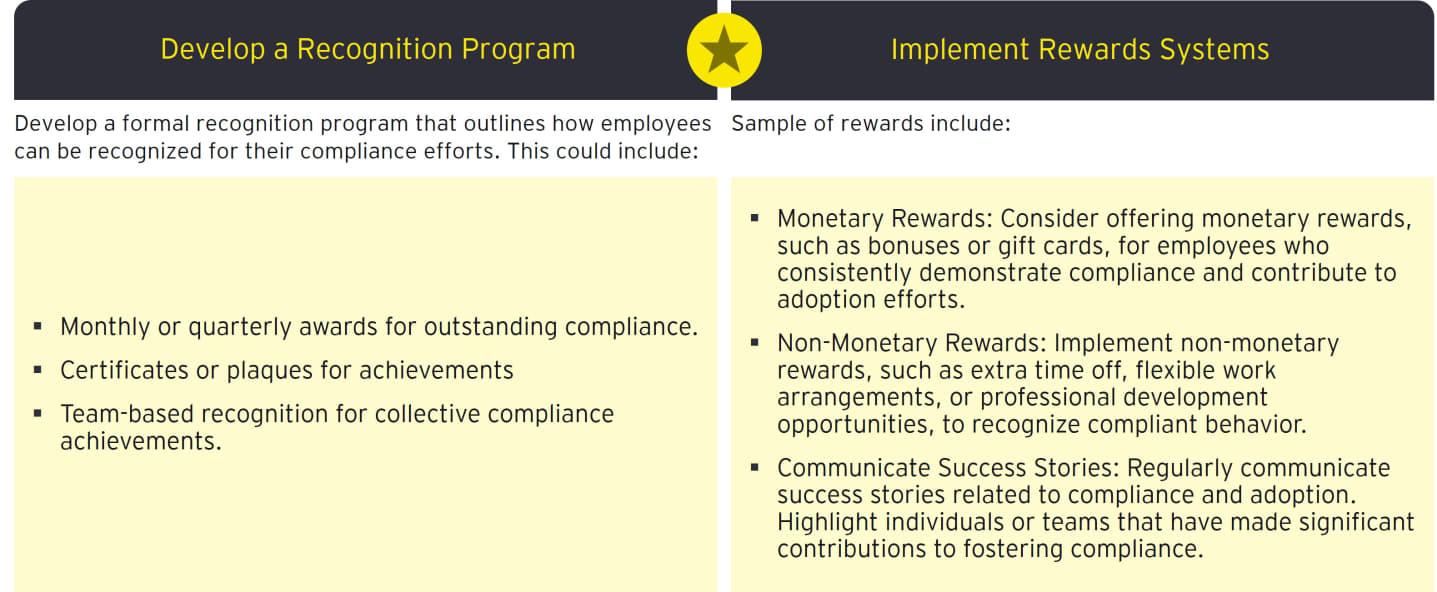 Develop a Recognition Program
Implement Rewards Systems
Develop a formal recognition program that outlines how employees
can be recognized for their compliance efforts. This could include:
▪ Monthly or quarterly awards for outstanding compliance.
▪ Certificates or plaques for achievements
▪ Team-based recognition for collective compliance
achievements.
Sample of rewards include:
▪ Monetary Rewards: Consider offering monetary rewards,
such as bonuses or gift cards, for employees who
consistently demonstrate compliance and contribute to
adoption efforts.
▪ Non-Monetary Rewards: Implement non-monetary
rewards, such as extra time off, flexible work
arrangements, or professional development
opportunities, to recognize compliant behavior.
▪ Communicate Success Stories: Regularly communicate
success stories related to compliance and adoption.
Highlight individuals or teams that have made significant
contributions to fostering compliance.